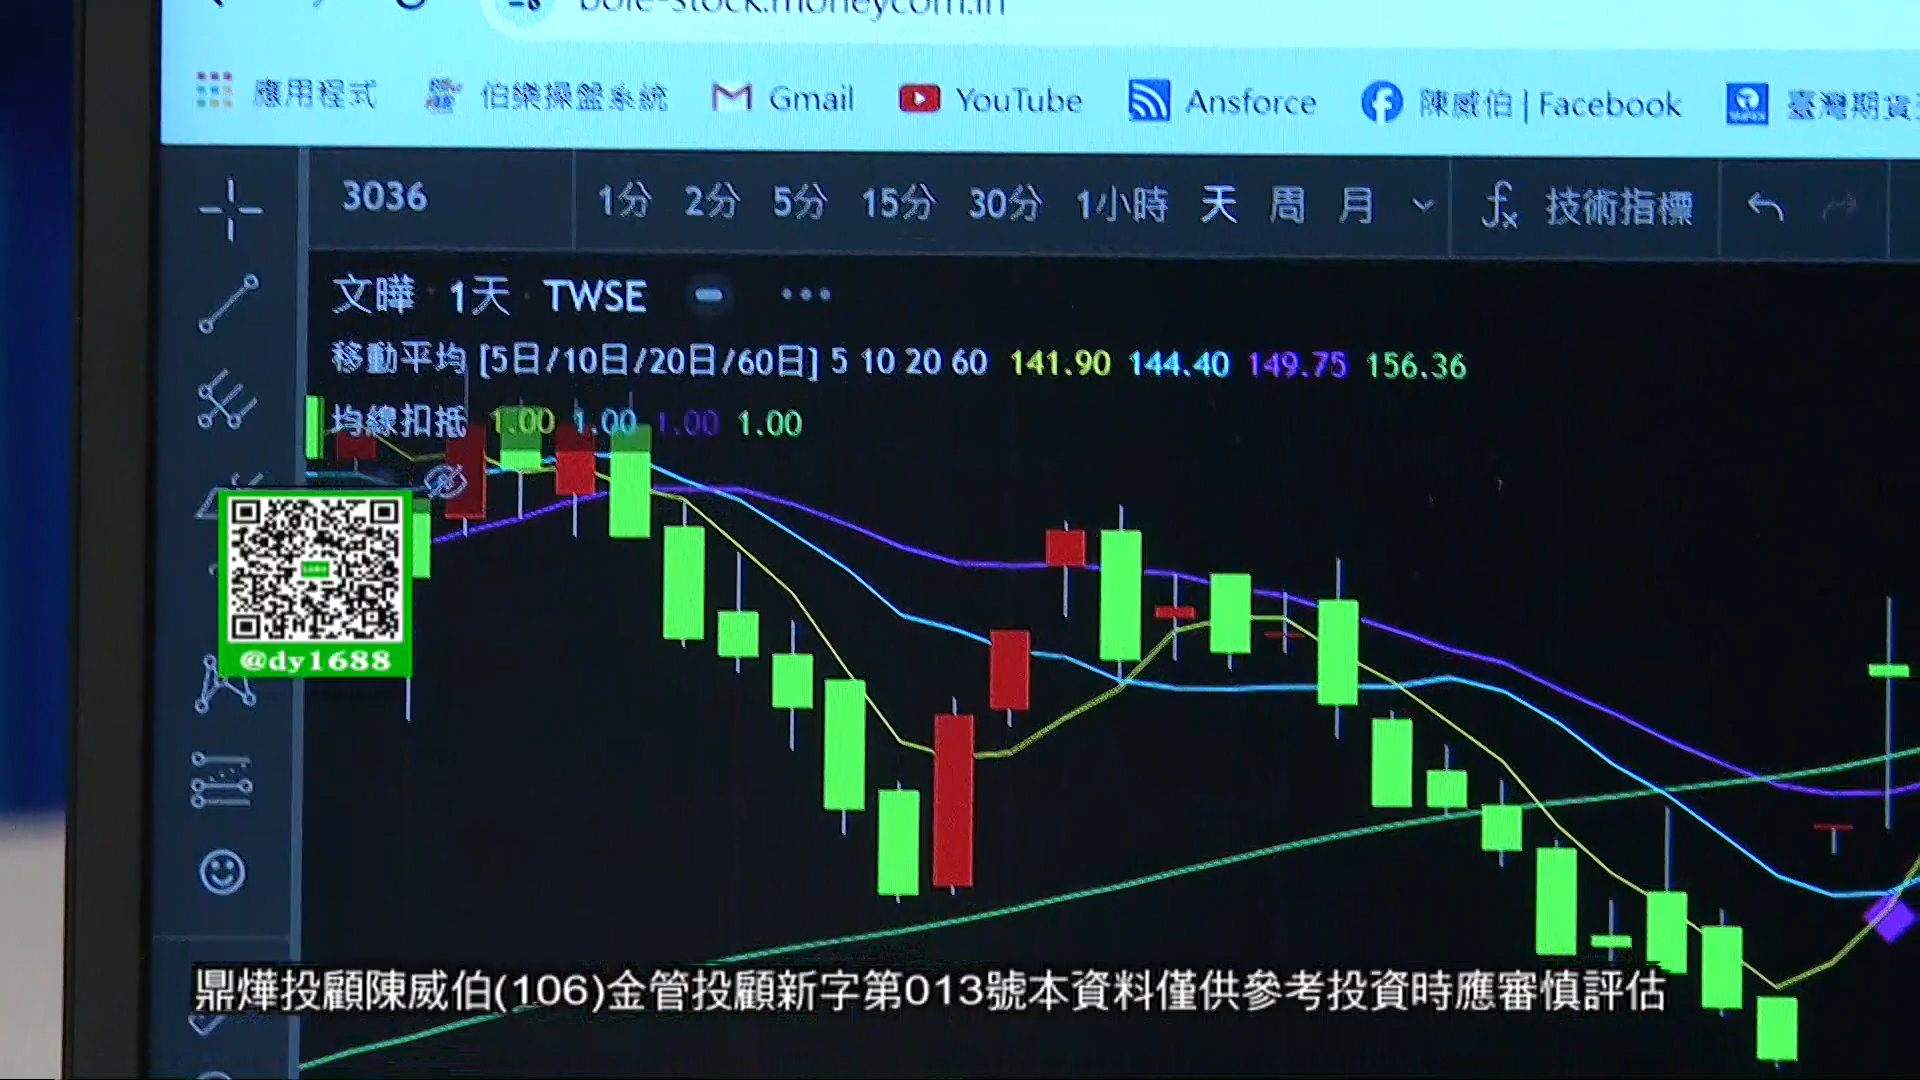 應用程式 伯樂操盤系統 Gmail YouTube Ansforce 陳威伯 | Facebook
3036 1分 2分 5分 15分 30分 1小時 天 周 月 fx 技術指標
文曄 · 1天 · TWSE
移動平均 [5日/10日/20日/60日] 5 10 20 60 141.90 144.40 149.75 156.36
均線扣抵 1.00 1.00 1.00 1.00
@dy1688
鼎燁投顧陳威伯(106)金管投顧新字第013號本資料僅供參考投資時應審慎評估